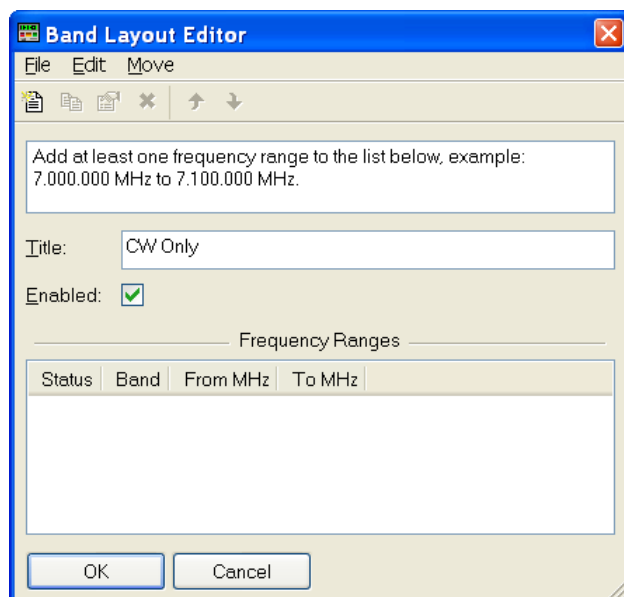 Band Layout Editor
File Edit Move
Add at least one frequency range to the list below, example:
7.000.000 MHz to 7.100.000 MHz.
Title: CW Only
Enabled:
Frequency Ranges
Status Band From MHz To MHz
OK Cancel